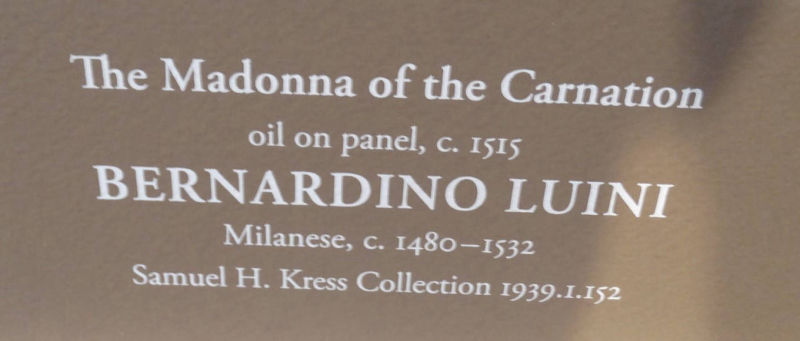 The Madonna of the Carnation
oil on panel, c. 1515
BERNARDINO LUINI
Milanese, c. 1480–1532
Samuel H. Kress Collection 1939.1.152